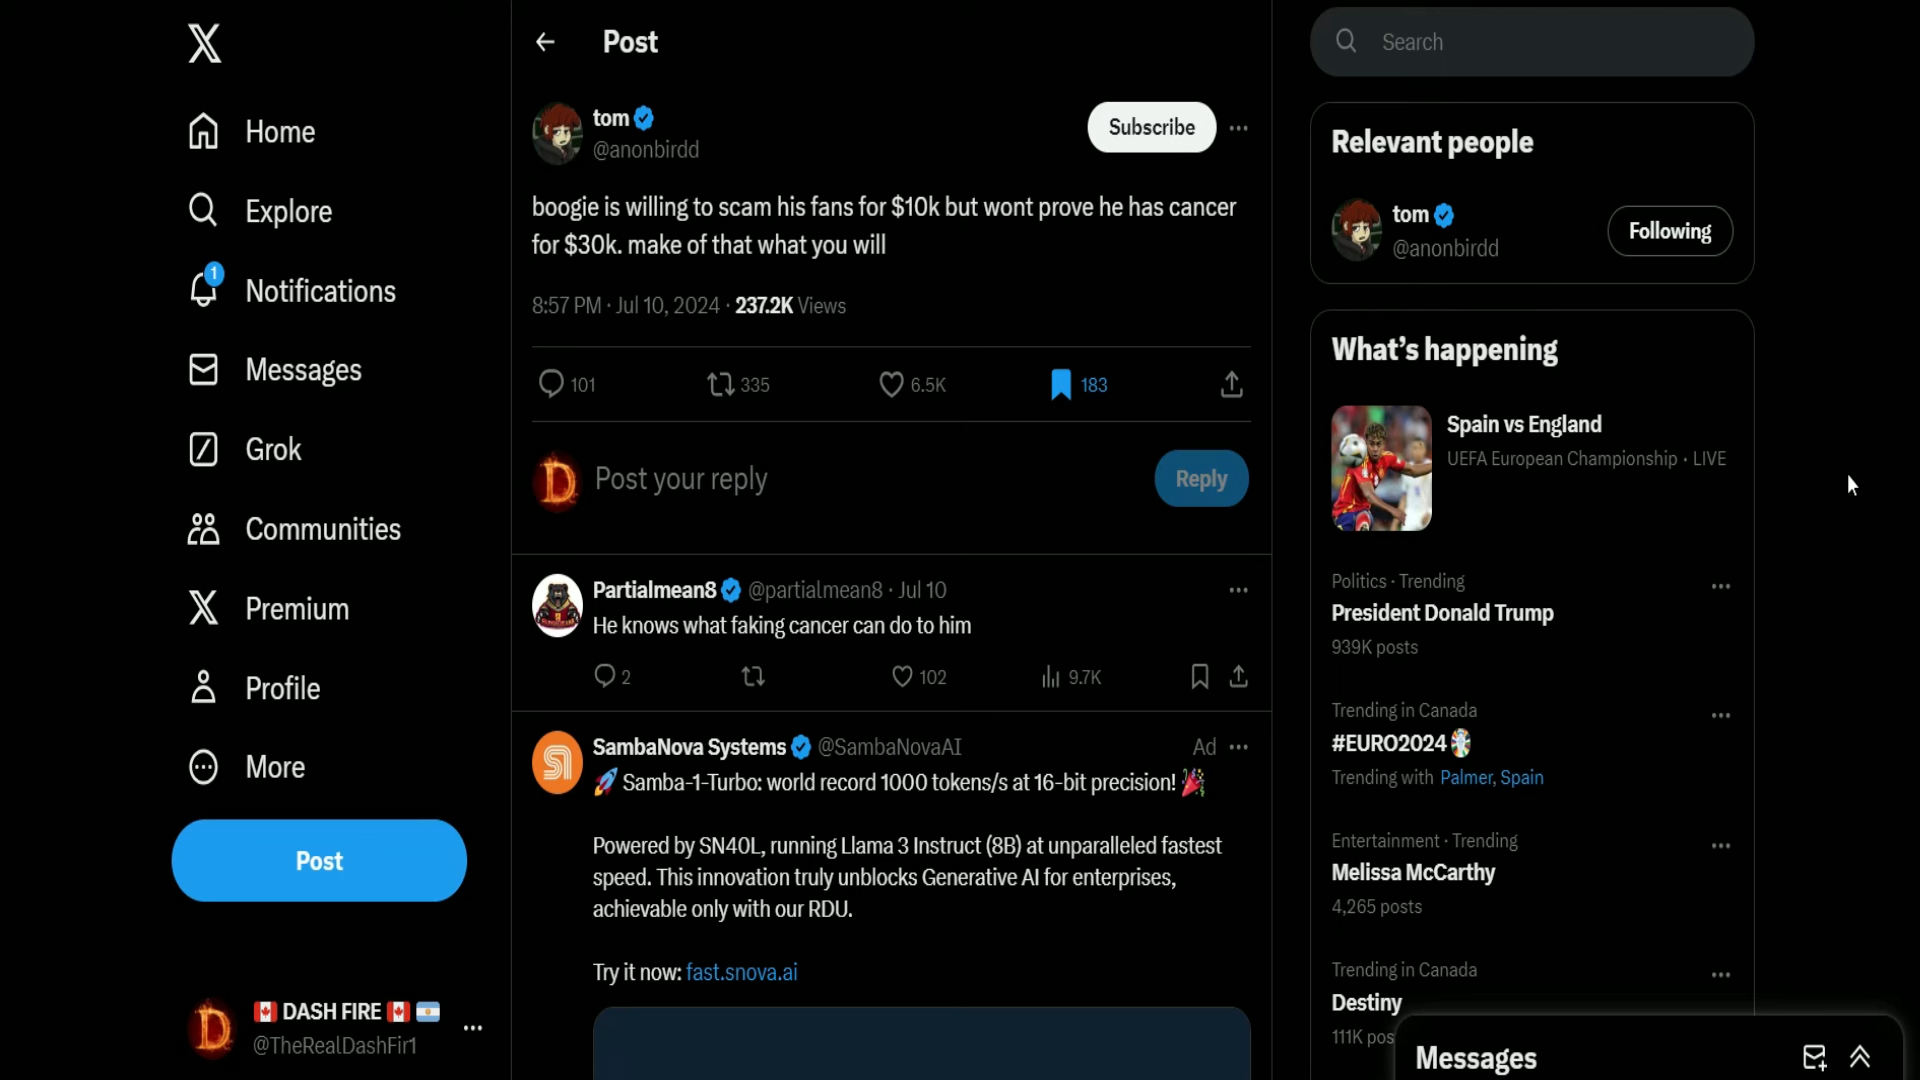 Home
Explore
1
Notifications
Messages
Grok
Communities
Premium
Profile
More
Post
DASH FIRE
@TheRealDashFir1
Post
tom
@anonbirdd
Subscribe
boogie is willing to scam his fans for $10k but wont prove he has cancer
for $30k. make of that what you will
8:57 PM · Jul 10, 2024 · 237.2K Views
101 335 6.5K 183
D
Post your reply
Reply
Partialmean8 @partialmean8 · Jul 10
He knows what faking cancer can do to him
2 102 9.7K
SambaNova Systems @SambaNovaAI Ad
🚀 Samba-1-Turbo: world record 1000 tokens/s at 16-bit precision! 🎉
Powered by SN40L, running Llama 3 Instruct (8B) at unparalleled fastest
speed. This innovation truly unblocks Generative AI for enterprises,
achievable only with our RDU.
Try it now: fast.snova.ai
Search
Relevant people
tom
@anonbirdd
Following
What's happening
Spain vs England
UEFA European Championship · LIVE
Politics · Trending
President Donald Trump
939K posts
Trending in Canada
#EURO2024
Trending with Palmer, Spain
Entertainment · Trending
Melissa McCarthy
4,265 posts
Trending in Canada
Destiny
111K pos
Messages